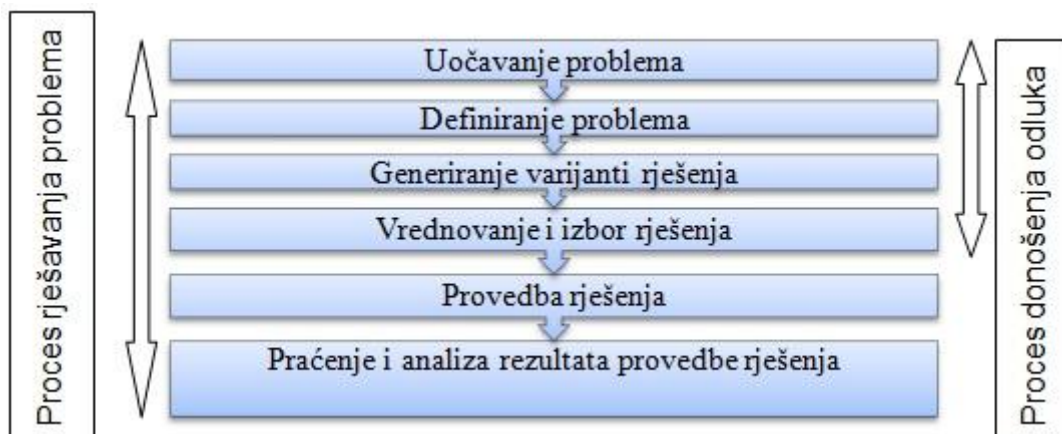 Proces rješavanja problema
Uočavanje problema
Definiranje problema
Generiranje varijanti rješenja
Vrednovanje i izbor rješenja
Provedba rješenja
Praćenje i analiza rezultata provedbe rješenja
Proces donošenja odluka